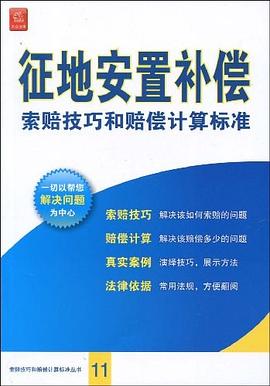 征地安置补偿
索赔技巧和赔偿计算标准
一切以帮您
解决问题
为中心
索赔技巧 解决该如何索赔的问题
赔偿计算 解决该赔偿多少的问题
真实案例 演绎技巧，展示方法
法律依据 常用法规，方便翻阅
索赔技巧和赔偿计算标准丛书 11